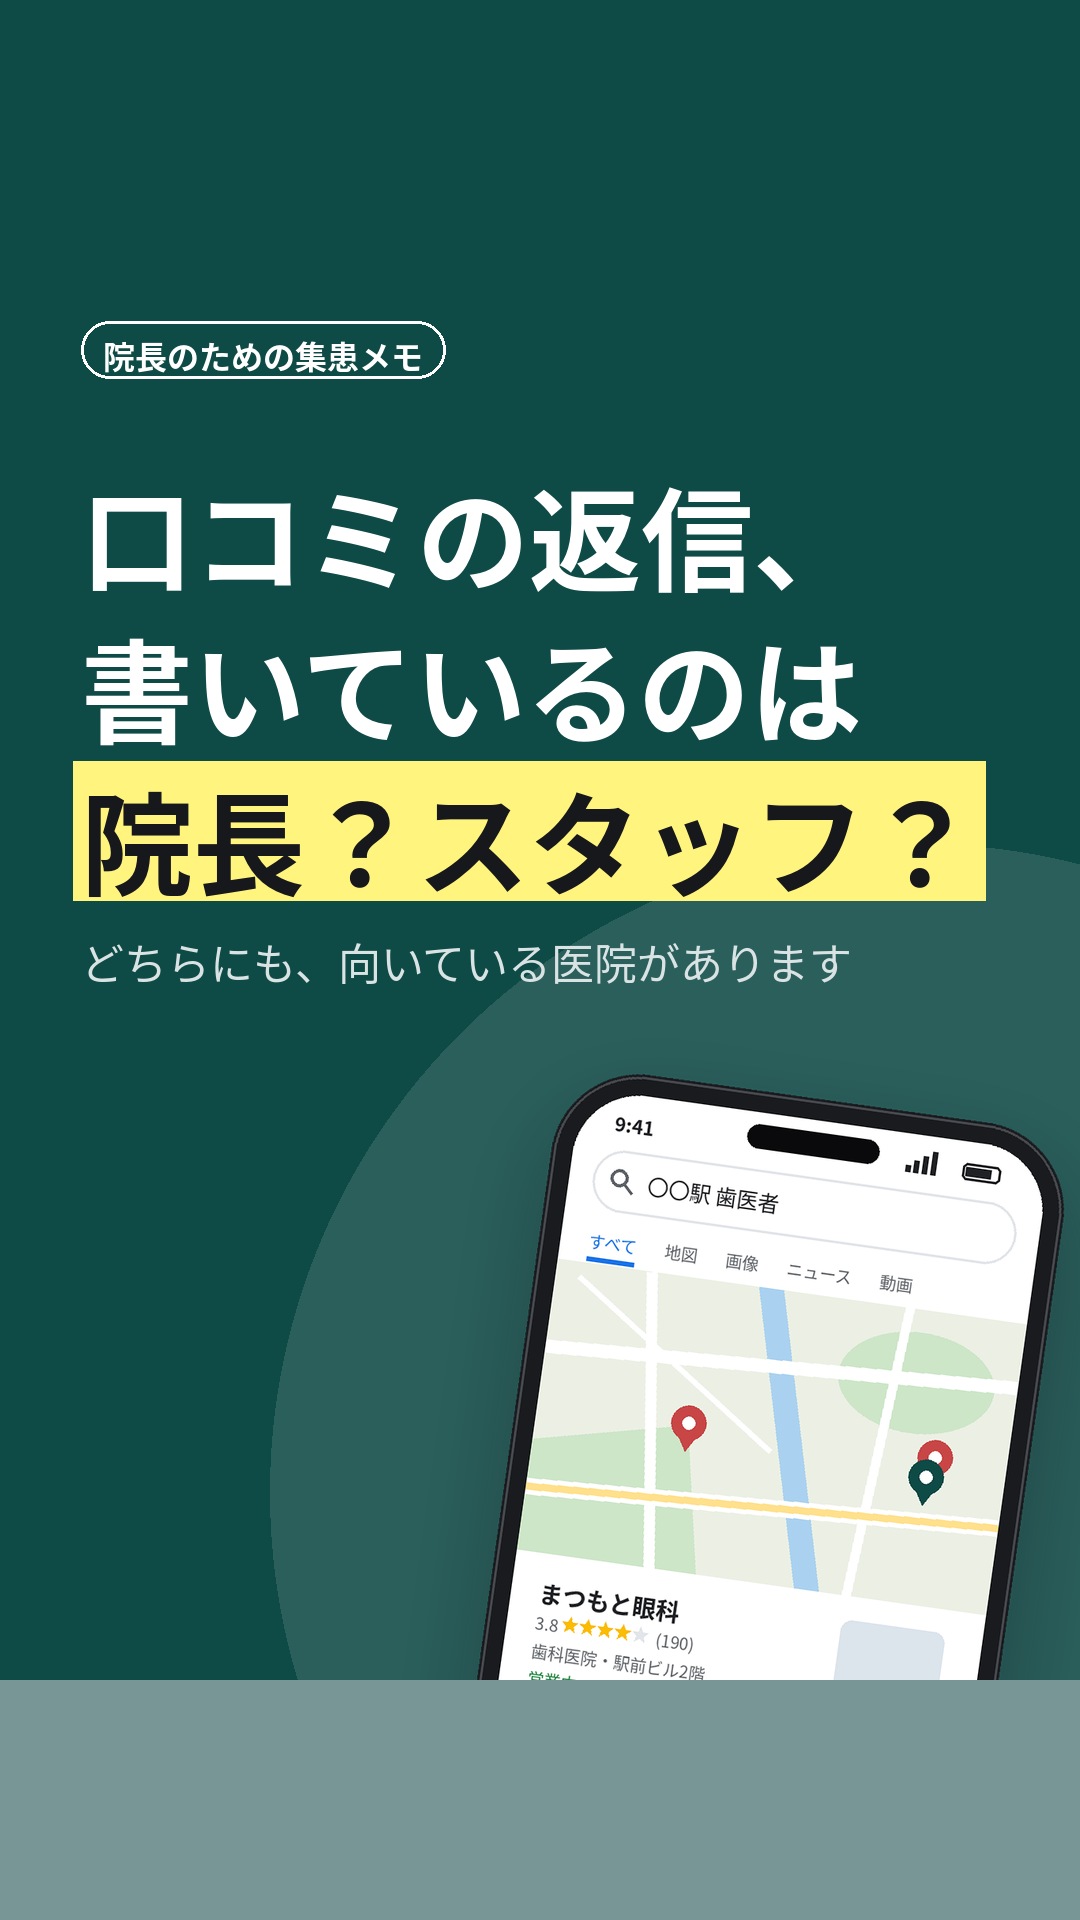 院長のための集患メモ
口コミの返信、
書いているのは
院長？スタッフ？
どちらにも、向いている医院があります
9:41
〇〇駅 歯医者
すべて 地図 画像 ニュース 動画
まつもと眼科
3.8 ★★★★★ (190)
歯科医院・駅前ビル2階